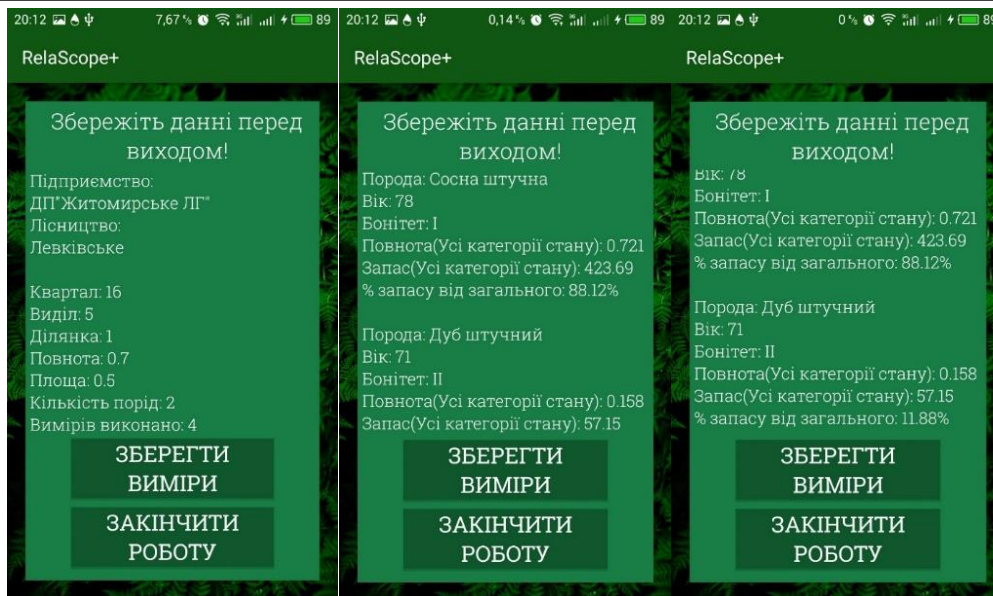 20:12 7,67 % 89
RelaScope+
Збережіть данні перед
виходом!
Підприємство:
ДП"Житомирське ЛГ"
Лісництво:
Левківське
Квартал: 16
Виділ: 5
Ділянка: 1
Повнота: 0.7
Площа: 0.5
Кількість порід: 2
Вимірів виконано: 4
ЗБЕРЕГТИ
ВИМІРИ
ЗАКІНЧИТИ
РОБОТУ
20:12 0,14 % 89
RelaScope+
Збережіть данні перед
виходом!
Порода: Сосна штучна
Вік: 78
Бонітет: I
Повнота(Усі категорії стану): 0.721
Запас(Усі категорії стану): 423.69
% запасу від загального: 88.12%
Порода: Дуб штучний
Вік: 71
Бонітет: II
Повнота(Усі категорії стану): 0.158
Запас(Усі категорії стану): 57.15
ЗБЕРЕГТИ
ВИМІРИ
ЗАКІНЧИТИ
РОБОТУ
20:12 0 % 89
RelaScope+
Збережіть данні перед
виходом!
Вік: 78
Бонітет: I
Повнота(Усі категорії стану): 0.721
Запас(Усі категорії стану): 423.69
% запасу від загального: 88.12%
Порода: Дуб штучний
Вік: 71
Бонітет: II
Повнота(Усі категорії стану): 0.158
Запас(Усі категорії стану): 57.15
% запасу від загального: 11.88%
ЗБЕРЕГТИ
ВИМІРИ
ЗАКІНЧИТИ
РОБОТУ